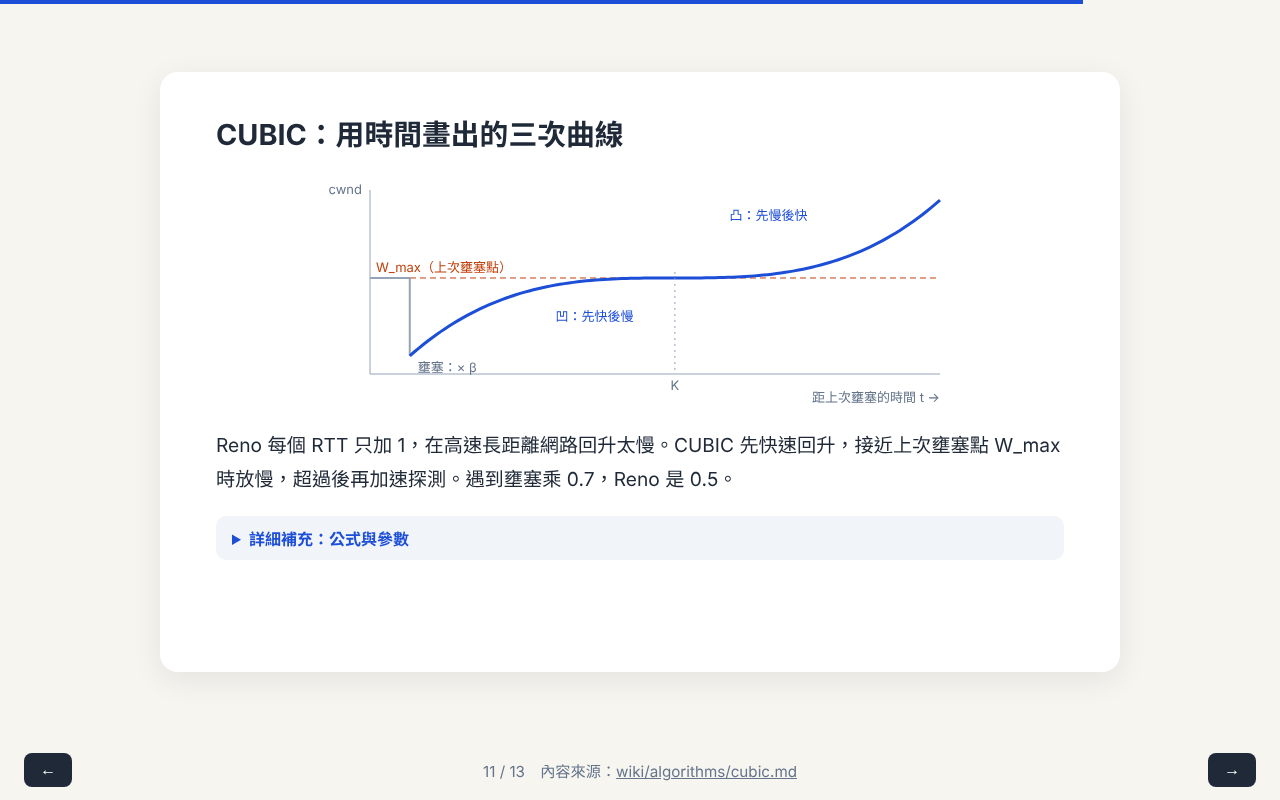 CUBIC：用時間畫出的三次曲線
cwnd
凸：先慢後快
W_max（上次壅塞點）
凹：先快後慢
壅塞：× β
K
距上次壅塞的時間 t →
Reno 每個 RTT 只加 1，在高速長距離網路回升太慢。CUBIC 先快速回升，接近上次壅塞點 W_max
時放慢，超過後再加速探測。遇到壅塞乘 0.7，Reno 是 0.5。
▶ 詳細補充：公式與參數
←
11 / 13 內容來源：wiki/algorithms/cubic.md
→